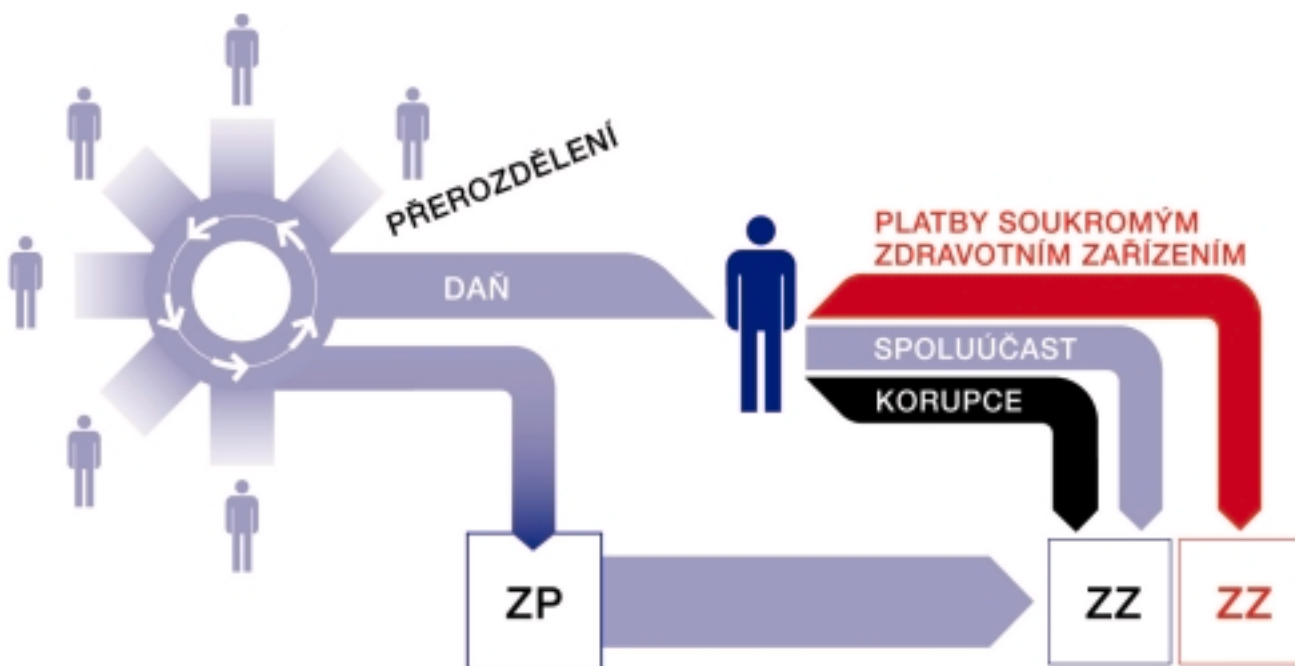 PŘEROZDĚLENÍ
DAŇ
PLATBY SOUKROMÝM
ZDRAVOTNÍM ZAŘÍZENÍM
SPOLUÚČAST
KORUPCE
ZP
ZZ
ZZ